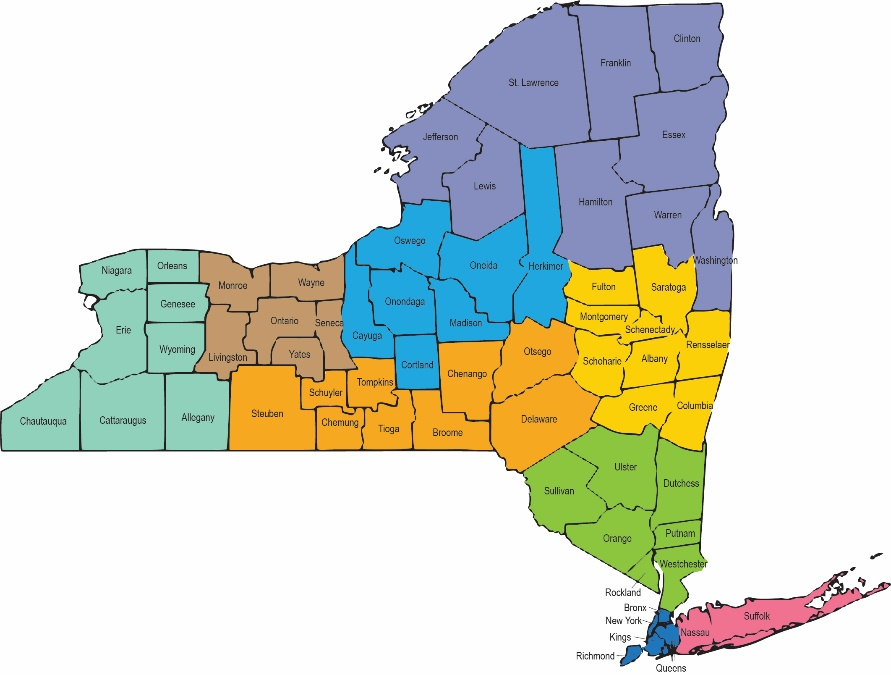 Clinton
Franklin
St. Lawrence
Essex
Jefferson
Lewis
Hamilton
Warren
Oswego
Washington
Oneida
Herkimer
Niagara
Orleans
Monroe
Wayne
Fulton
Saratoga
Genesee
Onondaga
Ontario
Seneca
Madison
Montgomery
Schenectady
Erie
Cayuga
Rensselaer
Wyoming
Livingston
Yates
Otsego
Schoharie
Albany
Cortland
Chenango
Tompkins
Schuyler
Chautauqua
Cattaraugus
Allegany
Steuben
Chemung
Tioga
Broome
Delaware
Greene
Columbia
Ulster
Sullivan
Dutchess
Orange
Putnam
Westchester
Rockland
Bronx
New York
Suffolk
Kings
Nassau
Richmond
Queens